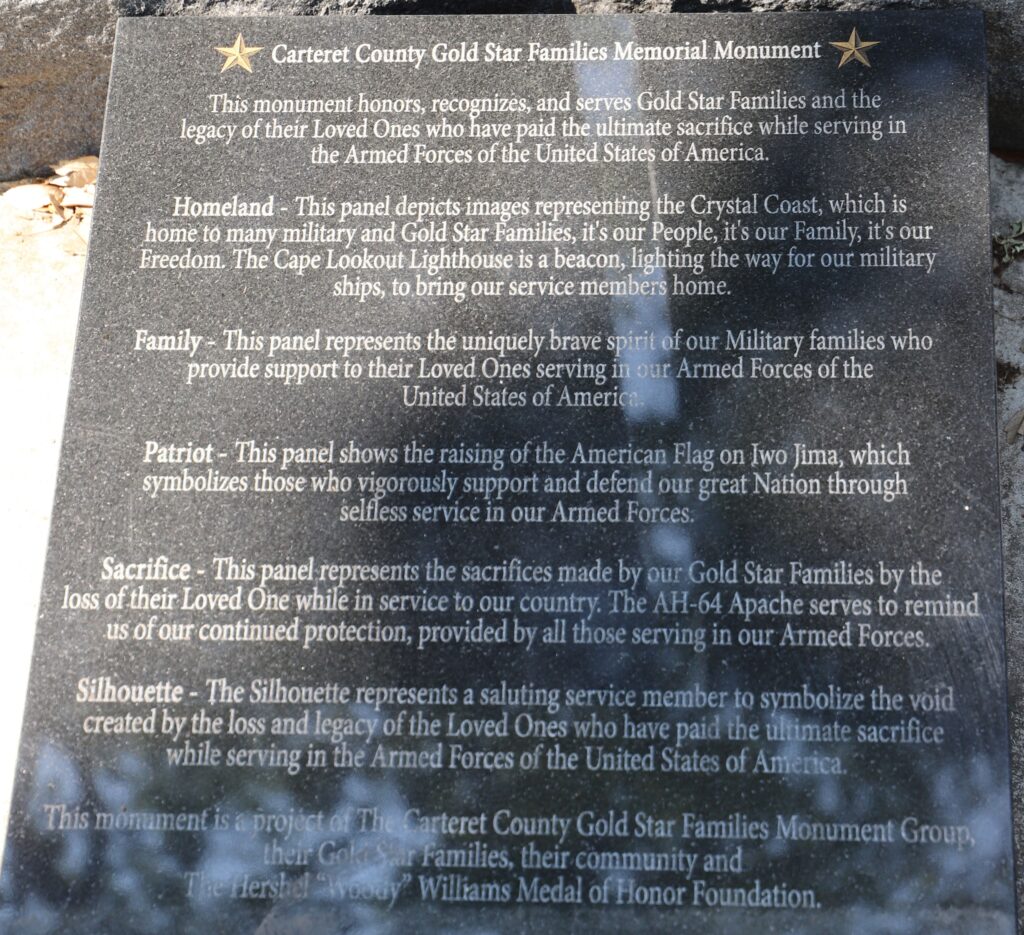 Carteret County Gold Star Families Memorial Monument
This monument honors, recognizes, and serves Gold Star Families and the
legacy of their Loved Ones who have paid the ultimate sacrifice while serving in
the Armed Forces of the United States of America.
Homeland - This panel depicts images representing the Crystal Coast, which is
home to many military and Gold Star Families, it's our People, it's our Family, it's our
Freedom. The Cape Lookout Lighthouse is a beacon, lighting the way for our military
ships, to bring our service members home.
Family - This panel represents the uniquely brave spirit of our Military families who
provide support to their Loved Ones serving in our Armed Forces of the
United States of America.
Patriot - This panel shows the raising of the American Flag on Iwo Jima, which
symbolizes those who vigorously support and defend our great Nation through
selfless service in our Armed Forces.
Sacrifice - This panel represents the sacrifices made by our Gold Star Families by the
loss of their Loved One while in service to our country. The AH-64 Apache serves to remind
us of our continued protection, provided by all those serving in our Armed Forces.
Silhouette - The Silhouette represents a saluting service member to symbolize the void
created by the loss and legacy of the Loved Ones who have paid the ultimate sacrifice
while serving in the Armed Forces of the United States of America.
This monument is a project of The Carteret County Gold Star Families Monument Group,
their Gold Star Families, their community and
The Hershel "Woody" Williams Medal of Honor Foundation.